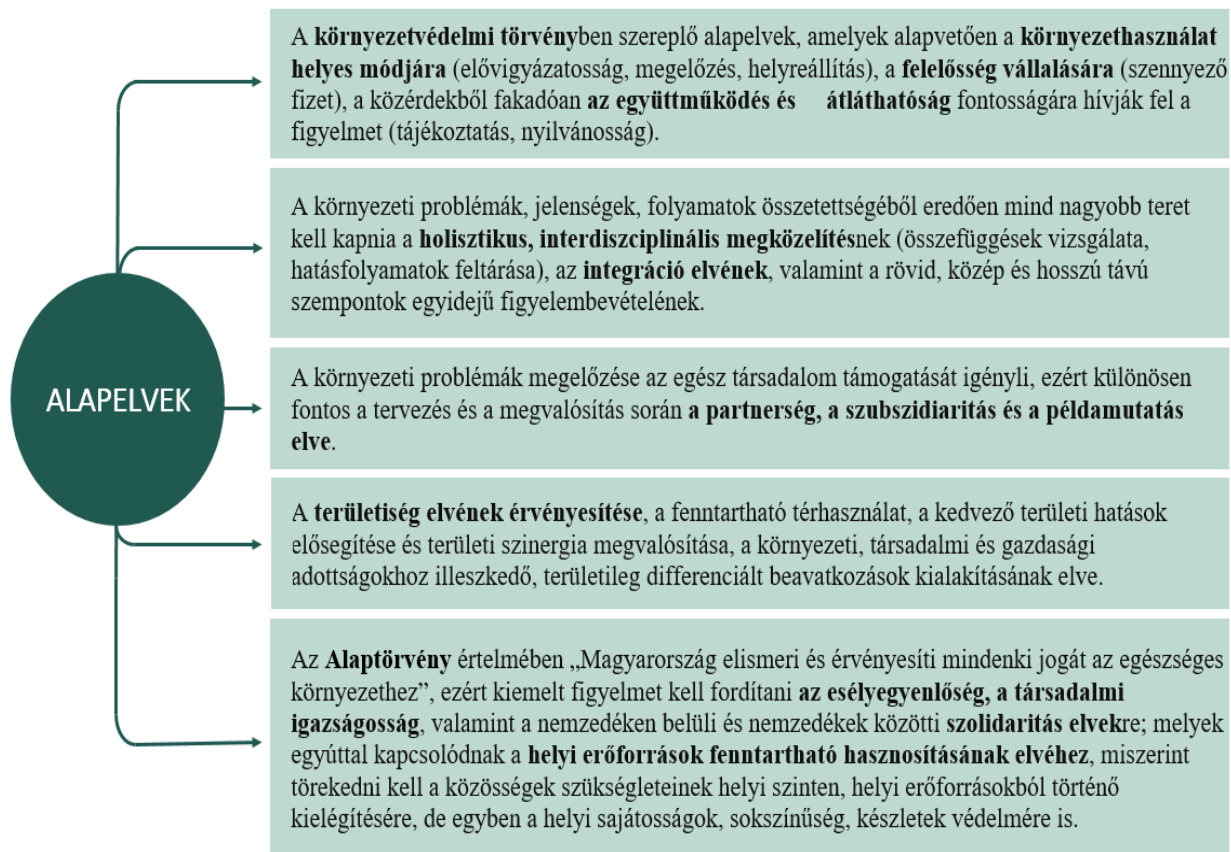 A környezetvédelmi törvényben szereplő alapelvek, amelyek alapvetően a környezethasználat
helyes módjára (elővigyázatosság, megelőzés, helyreállítás), a felelősség vállalására (szennyező
fizet), a közérdekből fakadóan az együttműködés és átláthatóság fontosságára hívják fel a
figyelmet (tájékoztatás, nyilvánosság).
A környezeti problémák, jelenségek, folyamatok összetettségéből eredően mind nagyobb teret
kell kapnia a holisztikus, interdiszciplinális megközelítésnek (összefüggések vizsgálata,
hatásfolyamatok feltárása), az integráció elvének, valamint a rövid, közép és hosszú távú
szempontok egyidejű figyelembevételének.
ALAPELVEK
A környezeti problémák megelőzése az egész társadalom támogatását igényli, ezért különösen
fontos a tervezés és a megvalósítás során a partnerség, a szubszidiaritás és a példamutatás
elve.
A területiség elvének érvényesítése, a fenntartható térhasználat, a kedvező területi hatások
elősegítése és területi szinergia megvalósítása, a környezeti, társadalmi és gazdasági
adottságokhoz illeszkedő, területileg differenciált beavatkozások kialakításának elve.
Az Alaptörvény értelmében „Magyarország elismeri és érvényesíti mindenki jogát az egészséges
környezethez”, ezért kiemelt figyelmet kell fordítani az esélyegyenlőség, a társadalmi
igazságosság, valamint a nemzedéken belüli és nemzedékek közötti szolidaritás elvekre; melyek
egyúttal kapcsolódnak a helyi erőforrások fenntartható hasznosításának elvéhez, miszerint
törekedni kell a közösségek szükségleteinek helyi szinten, helyi erőforrásokból történő
kielégítésére, de egyben a helyi sajátosságok, sokszínűség, készletek védelmére is.